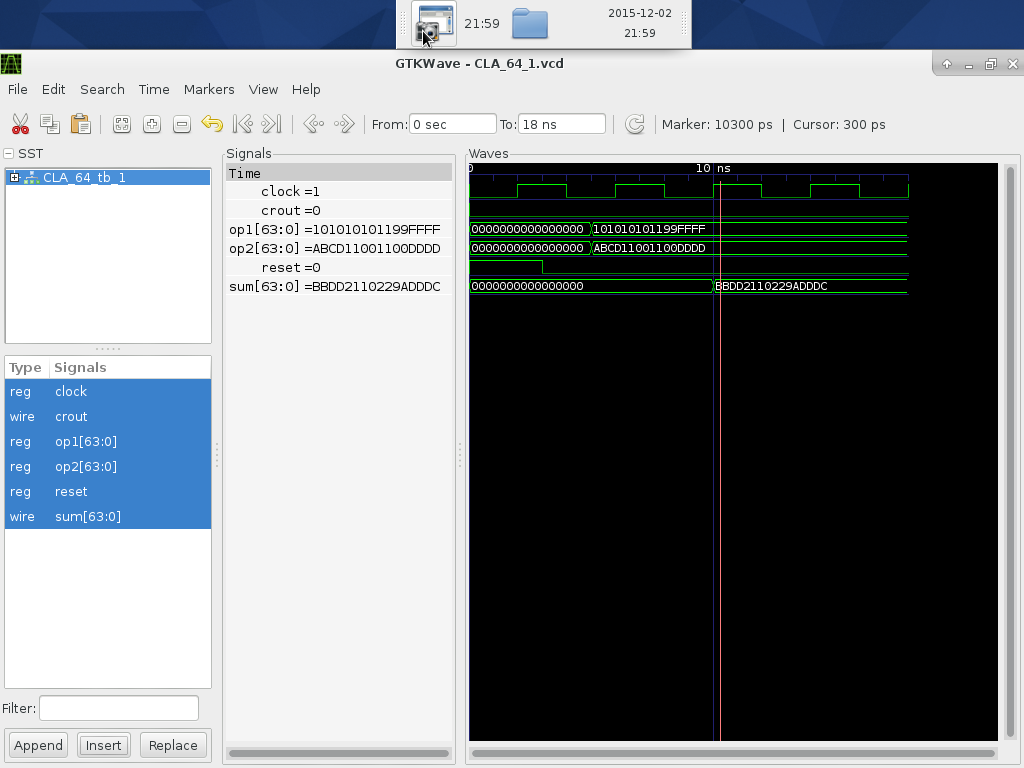 21:59
2015-12-02
21:59
GTKWave - CLA_64_1.vcd
File Edit Search Time Markers View Help
From: 0 sec To: 18 ns Marker: 10300 ps | Cursor: 300 ps
SST
CLA_64_tb_1
Type Signals
reg clock
wire crout
reg op1[63:0]
reg op2[63:0]
reg reset
wire sum[63:0]
Filter:
Append Insert Replace
Signals
Time
clock =1
crout =0
op1[63:0] =101010101199FFFF
op2[63:0] =ABCD11001100DDDD
reset =0
sum[63:0] =BBDD2110229ADDDC
Waves
0 10 ns
0000000000000000 101010101199FFFF
0000000000000000 ABCD11001100DDDD
0000000000000000 BBDD2110229ADDDC